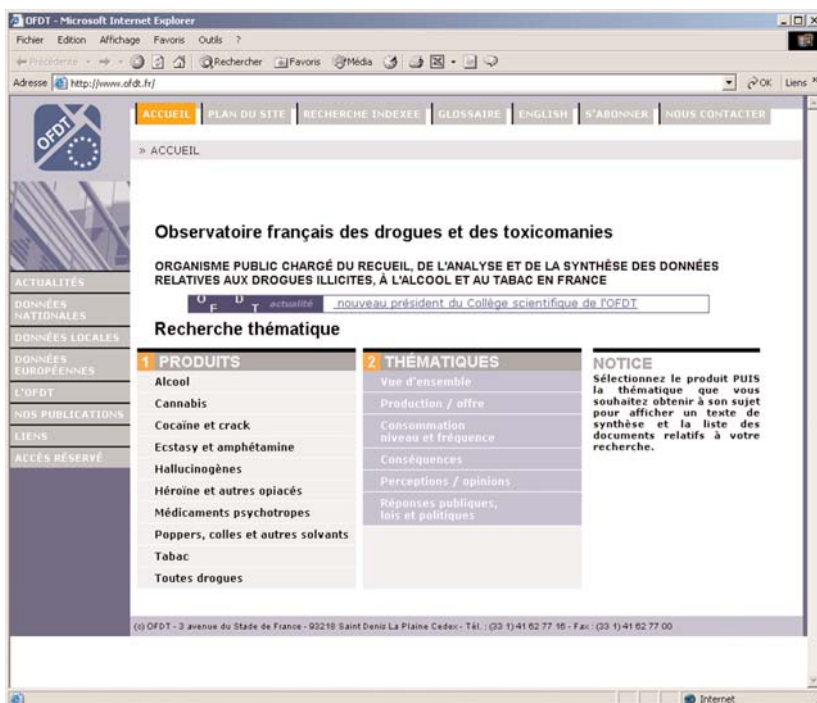 OFDT - Microsoft Internet Explorer
Fichier Edition Affichage Favoris Outils ?
Précédente Rechercher Favoris Média
Adresse http://www.ofdt.fr/ OK Liens
OFDT
ACCUEIL PLAN DU SITE RECHERCHE INDEXEE GLOSSAIRE ENGLISH S'ABONNER NOUS CONTACTER
» ACCUEIL
Observatoire français des drogues et des toxicomanies
ORGANISME PUBLIC CHARGÉ DU RECUEIL, DE L'ANALYSE ET DE LA SYNTHÈSE DES DONNÉES
RELATIVES AUX DROGUES ILLICITES, À L'ALCOOL ET AU TABAC EN FRANCE
OFDT actualité nouveau président du Collège scientifique de l'OFDT
ACTUALITÉS
DONNÉES
NATIONALES
DONNÉES LOCALES
DONNÉES
EUROPÉENNES
L'OFDT
NOS PUBLICATIONS
LIENS
ACCÈS RÉSERVÉ
Recherche thématique
1 PRODUITS
Alcool
Cannabis
Cocaïne et crack
Ecstasy et amphétamine
Hallucinogènes
Héroïne et autres opiacés
Médicaments psychotropes
Poppers, colles et autres solvants
Tabac
Toutes drogues
2 THÉMATIQUES
Vue d'ensemble
Production / offre
Consommation
niveau et fréquence
Conséquences
Perceptions / opinions
Réponses publiques,
lois et politiques
NOTICE
Sélectionnez le produit PUIS
la thématique que vous
souhaitez obtenir à son sujet
pour afficher un texte de
synthèse et la liste des
documents relatifs à votre
recherche.
(c) OFDT - 3 avenue du Stade de France - 93218 Saint Denis La Plaine Cedex - Tél. : (33 1) 41 62 77 16 - Fax : (33 1) 41 62 77 00
Internet